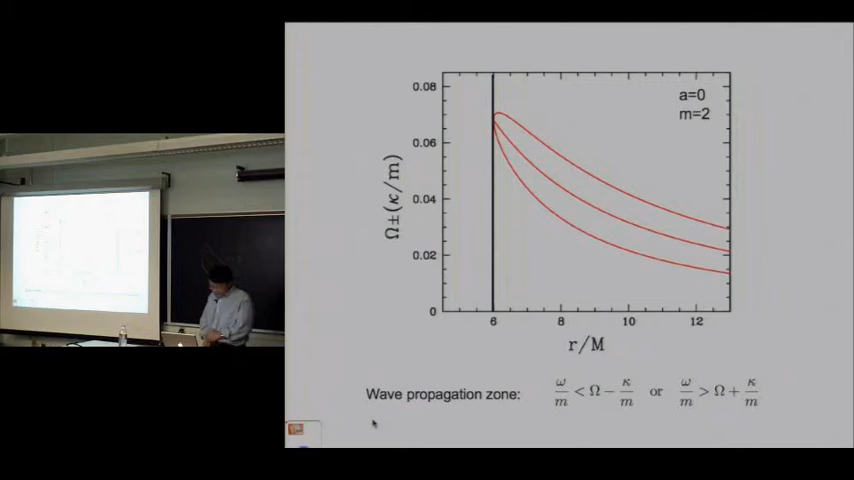 a=0
m=2
0.08
0.06
0.04
0.02
0
Ω±(κ/m)
6 8 10 12
r/M
Wave propagation zone: ω/m < Ω − κ/m or ω/m > Ω + κ/m